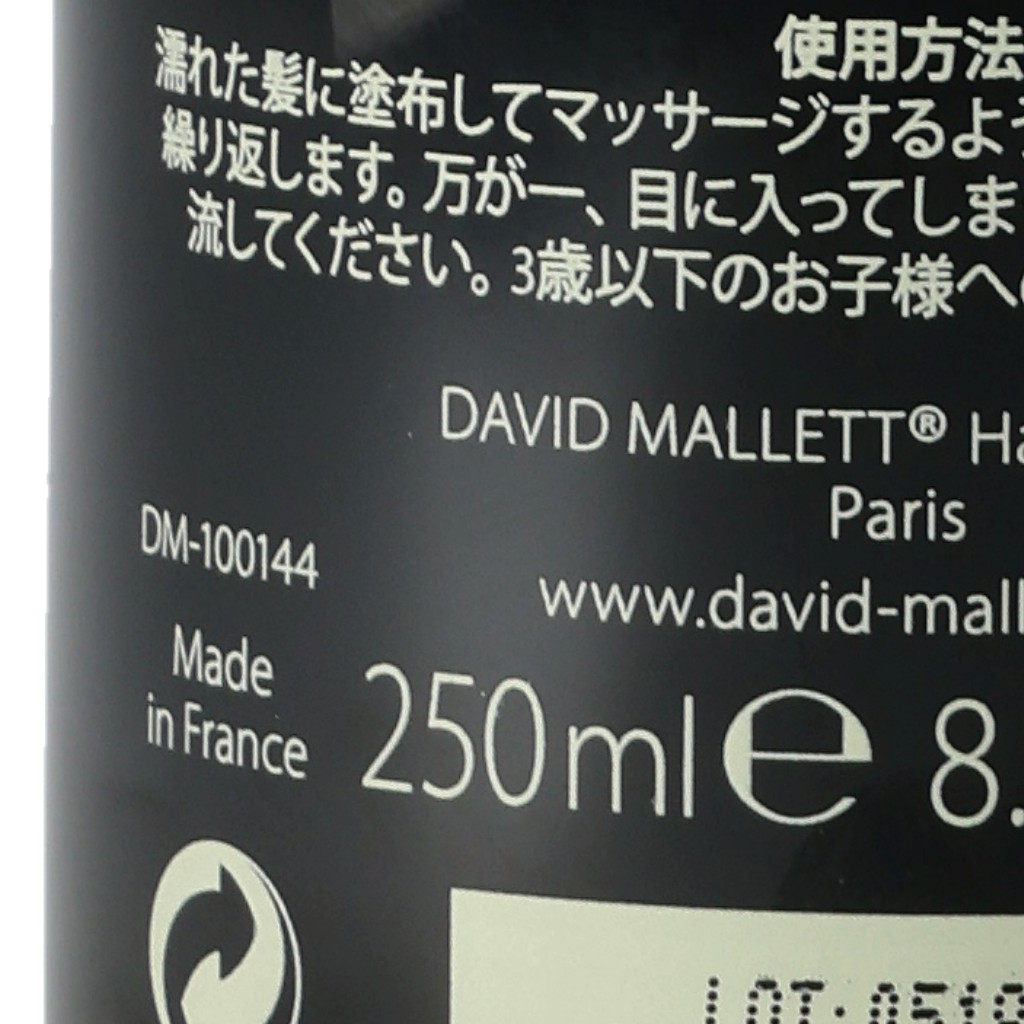 使用方法
濡れた髪に塗布してマッサージするよう
繰り返します。万が一、目に入ってしま
流してください。3歳以下のお子様への
DAVID MALLETT® Ha
Paris
DM-100144
www.david-mall
Made
in France
250ml e 8.
LOT: 0519